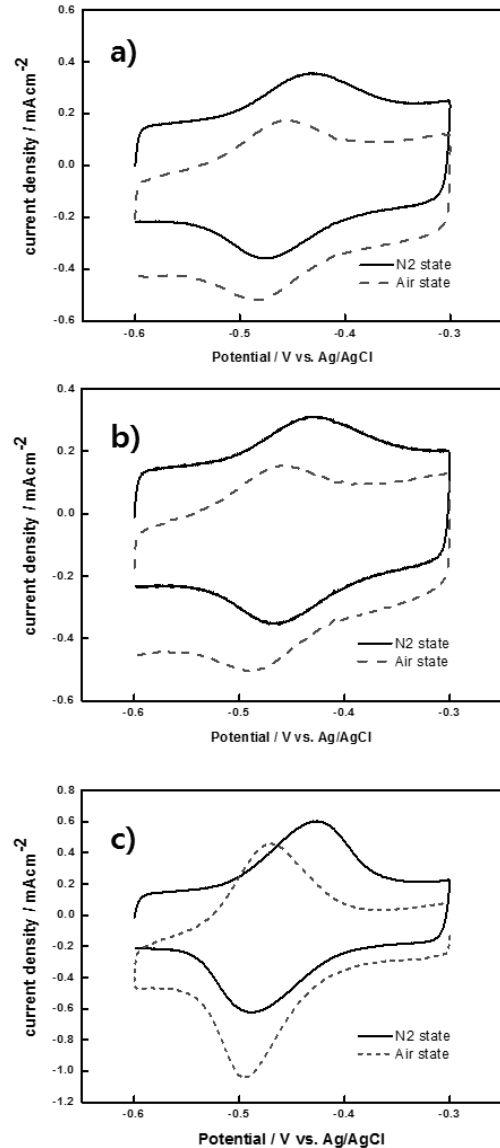 0.6
a)
0.4
0.2
0.0
-0.2
-0.4
-0.6
current density / mAcm-2
N2 state
Air state
-0.6
-0.5
-0.4
-0.3
Potential / V vs. Ag/AgCl
0.4
b)
0.2
0.0
-0.2
-0.4
-0.6
current density / mAcm-2
N2 state
Air state
-0.6
-0.5
-0.4
-0.3
Potential / V vs. Ag/AgCl
0.8
c)
0.6
0.4
0.2
0.0
-0.2
-0.4
-0.6
-0.8
-1.0
-1.2
current density / mAcm-2
N2 state
Air state
-0.6
-0.5
-0.4
-0.3
Potential / V vs. Ag/AgCl